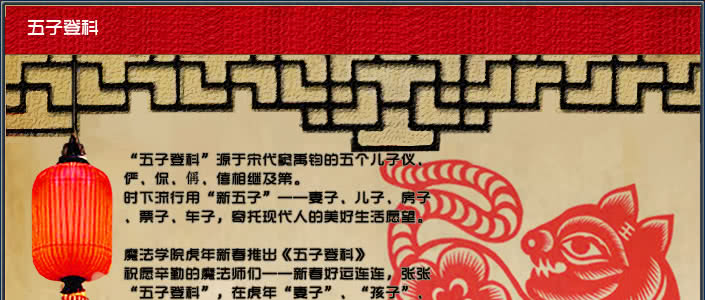 五子登科
“五子登科”源于宋代窦禹钧的五个儿子仪、
俨、侃、偁、僖相继及第。
时下流行用“新五子”——妻子、儿子、房子
、票子、车子，寄托现代人的美好生活愿望。
魔法学院虎年新春推出《五子登科》
祝愿辛勤的魔法师们——新春好运连连，张张
“五子登科”，在虎年“妻子”、“孩子”、